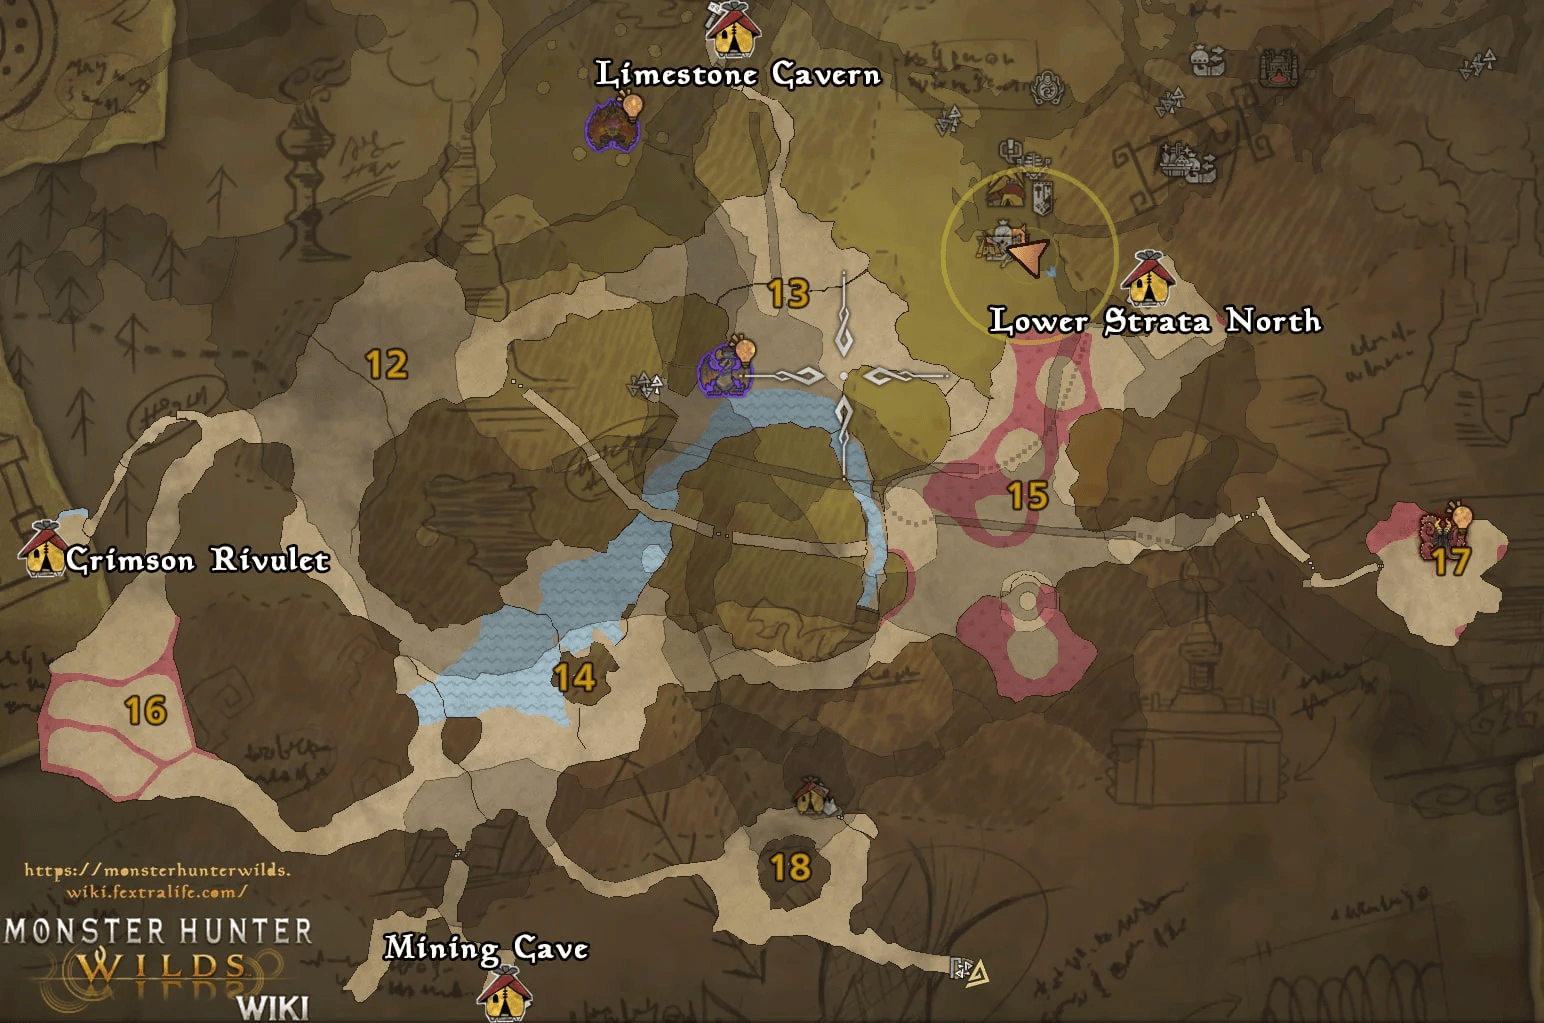 Limestone Cavern
13
Lower Strata North
12
15
Crimson Rivulet
17
14
16
18
https://monsterhunterwilds.
wiki.fextralife.com/
MONSTER HUNTER
WILDS
WIKI
Mining Cave